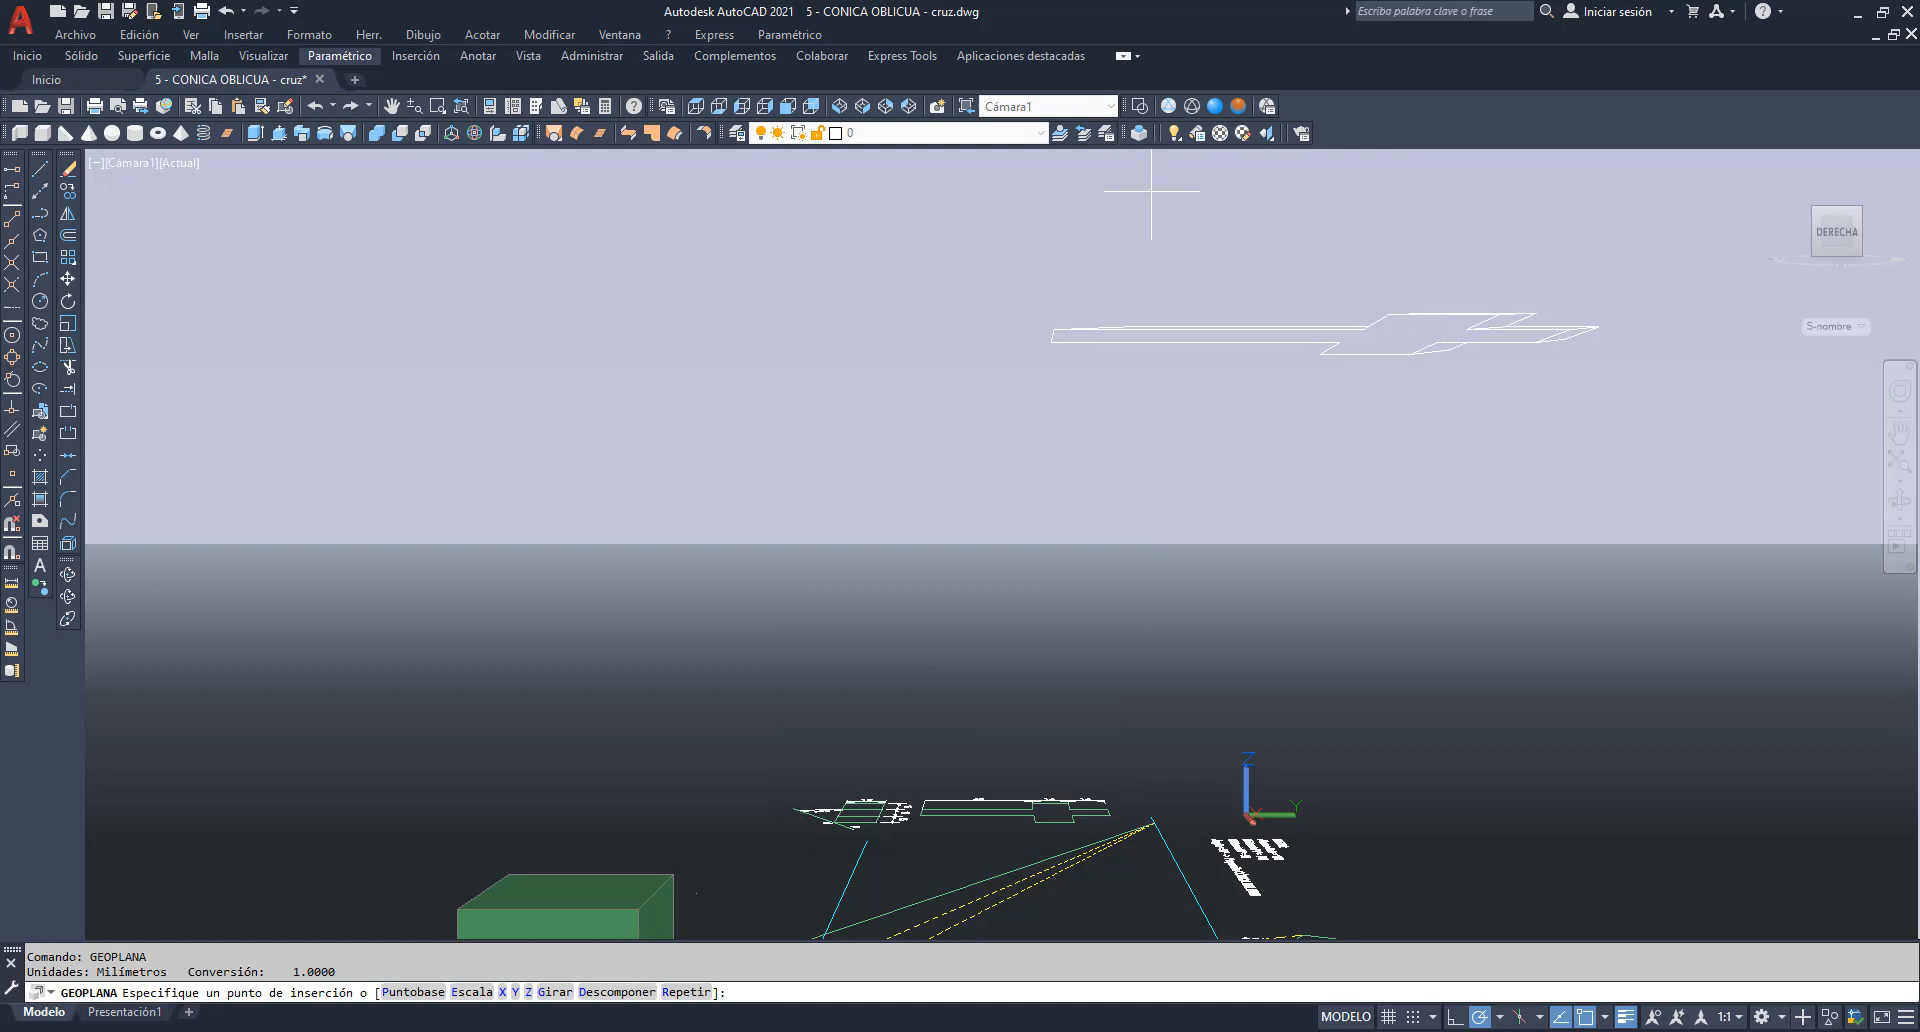 Autodesk AutoCAD 2021 5 - CONICA OBLICUA - cruz.dwg
Escriba palabra clave o frase
Iniciar sesión
Archivo Edición Ver Insertar Formato Herr. Dibujo Acotar Modificar Ventana ? Express Paramétrico
Inicio Sólido Superficie Malla Visualizar Paramétrico Inserción Anotar Vista Administrar Salida Complementos Colaborar Express Tools Aplicaciones destacadas
Inicio 5 - CONICA OBLICUA - cruz*
Cámara1
0
[−][Cámara1][Actual]
DERECHA
S-nombre
Z
Y
X
A
Comando: GEOPLANA
Unidades: Milímetros Conversión: 1.0000
GEOPLANA Especifique un punto de inserción o [Puntobase Escala X Y Z Girar Descomponer Repetir]:
Modelo Presentación1
MODELO 1:1